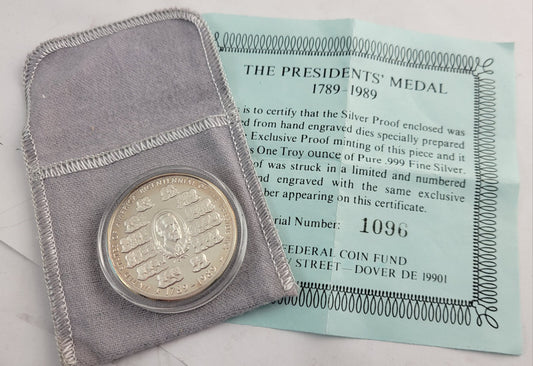 THE PRESIDENTS' MEDAL
1789-1989
s is to certify that the Silver Proof enclosed was
ed from hand engraved dies specially prepared
e Exclusive Proof minting of this piece and it
s One Troy ounce of Pure .999 Fine Silver.
of was struck in a limited and numbered
nd engraved with the same exclusive
ber appearing on this certificate.
rial Number: 1096
FEDERAL COIN FUND
Y STREET—DOVER DE 19901
BICENTENNIAL
1789-1989